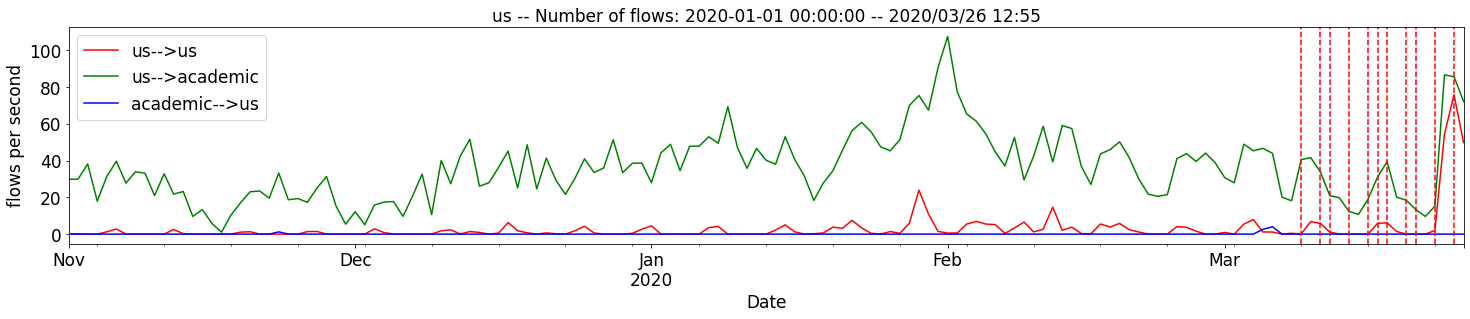 us -- Number of flows: 2020-01-01 00:00:00 -- 2020/03/26 12:55
flows per second
100
80
60
40
20
0
us-->us
us-->academic
academic-->us
Nov
Dec
Jan
2020
Feb
Mar
Date